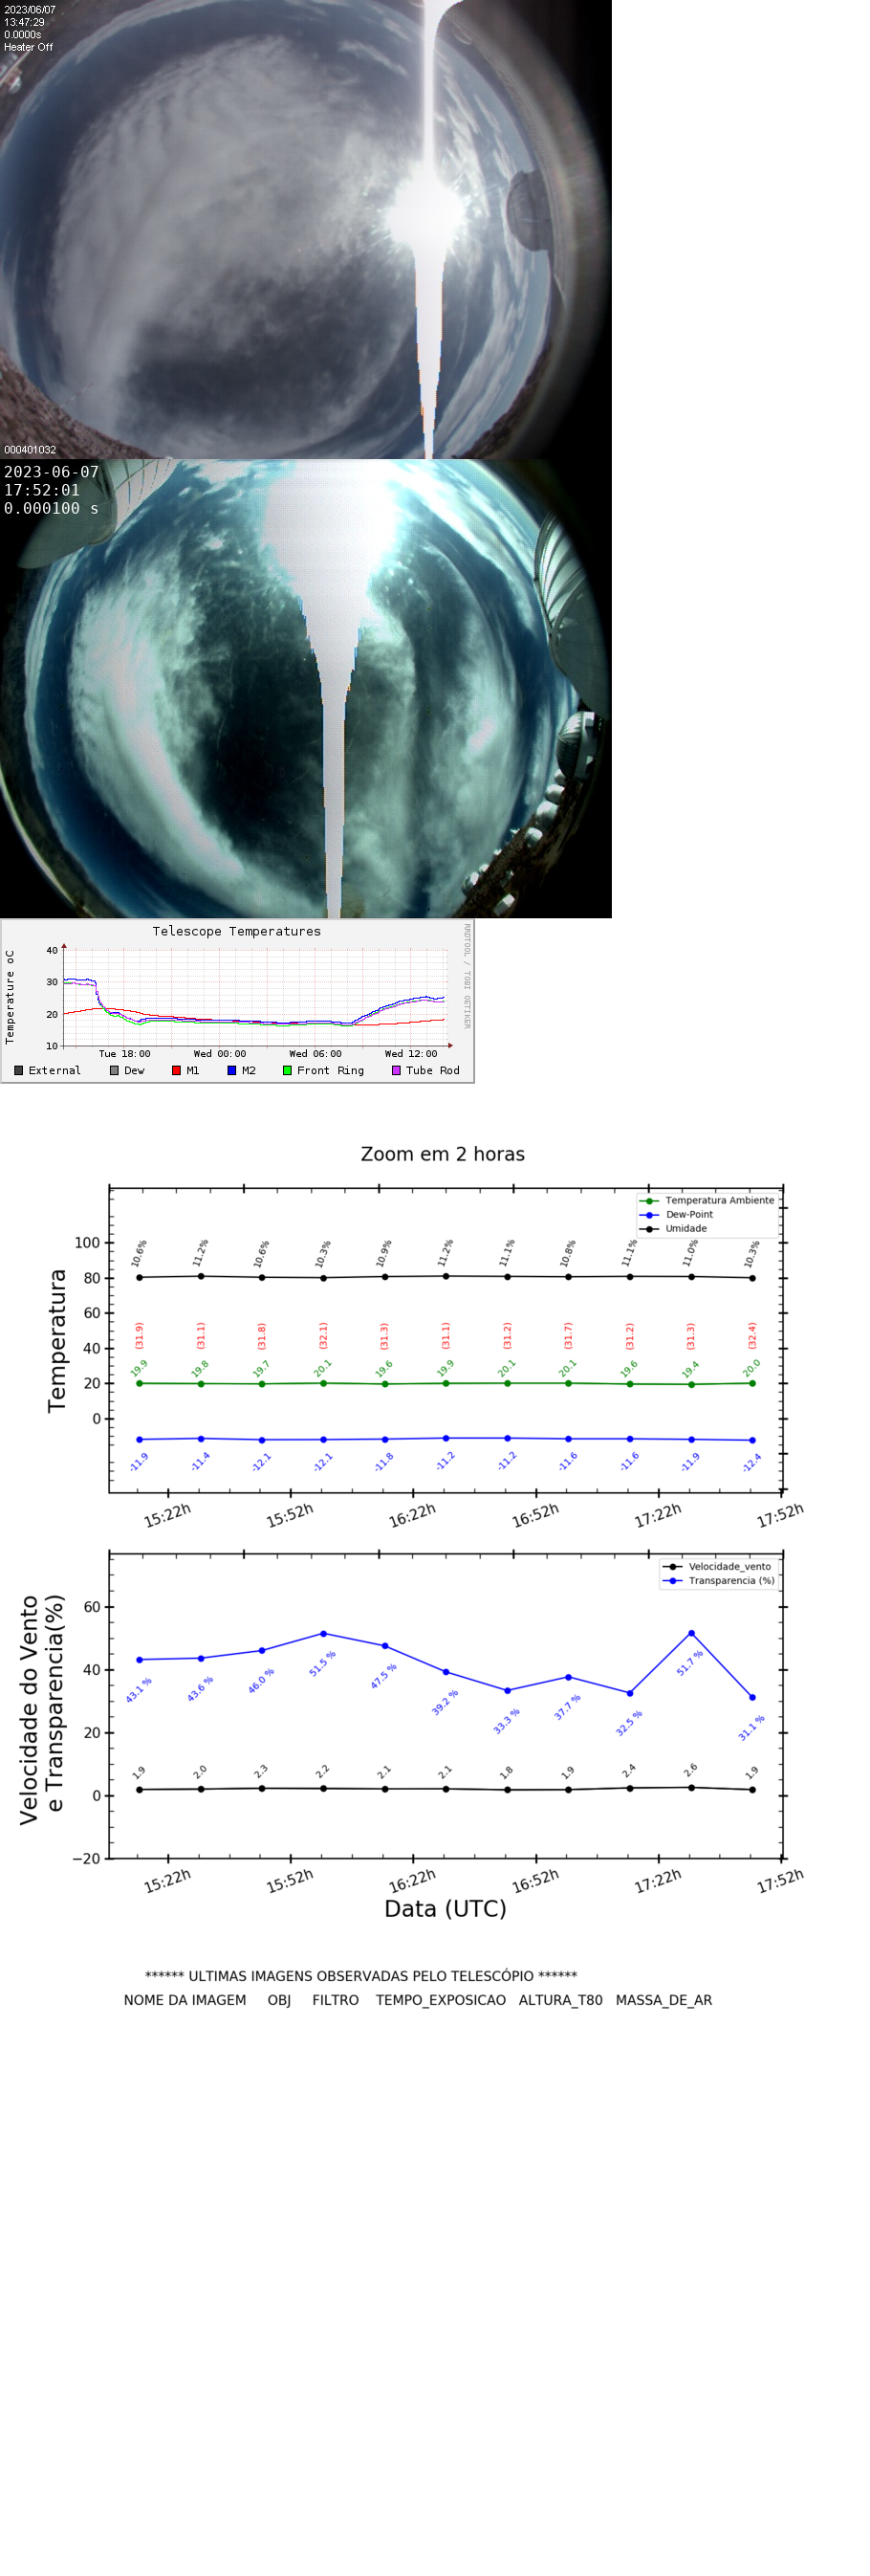 2023/06/07
13:47:29
0.0000s
Heater Off
000401032
2023-06-07
17:52:01
0.000100 s
Telescope Temperatures
RRDTOOL / TOBI OETIKER
Temperature oC
40
30
20
10
Tue 18:00 Wed 00:00 Wed 06:00 Wed 12:00
External Dew M1 M2 Front Ring Tube Rod
Zoom em 2 horas
Temperatura Ambiente
Dew-Point
Umidade
Temperatura
100
80
60
40
20
0
10.6% 11.2% 10.6% 10.3% 10.9% 11.2% 11.1% 10.8% 11.1% 11.0% 10.3%
(31.9) (31.1) (31.8) (32.1) (31.3) (31.1) (31.2) (31.7) (31.2) (31.3) (32.4)
19.9 19.8 19.7 20.1 19.6 19.9 20.1 20.1 19.6 19.4 20.0
-11.9 -11.4 -12.1 -12.1 -11.8 -11.2 -11.2 -11.6 -11.6 -11.9 -12.4
15:22h 15:52h 16:22h 16:52h 17:22h 17:52h
Velocidade_vento
Transparencia (%)
Velocidade do Vento
e Transparencia(%)
60
40
20
0
−20
43.1 % 43.6 % 46.0 % 51.5 % 47.5 % 39.2 % 33.3 % 37.7 % 32.5 % 51.7 % 31.1 %
1.9 2.0 2.3 2.2 2.1 2.1 1.8 1.9 2.4 2.6 1.9
15:22h 15:52h 16:22h 16:52h 17:22h 17:52h
Data (UTC)
****** ULTIMAS IMAGENS OBSERVADAS PELO TELESCÓPIO ******
NOME DA IMAGEM OBJ FILTRO TEMPO_EXPOSICAO ALTURA_T80 MASSA_DE_AR